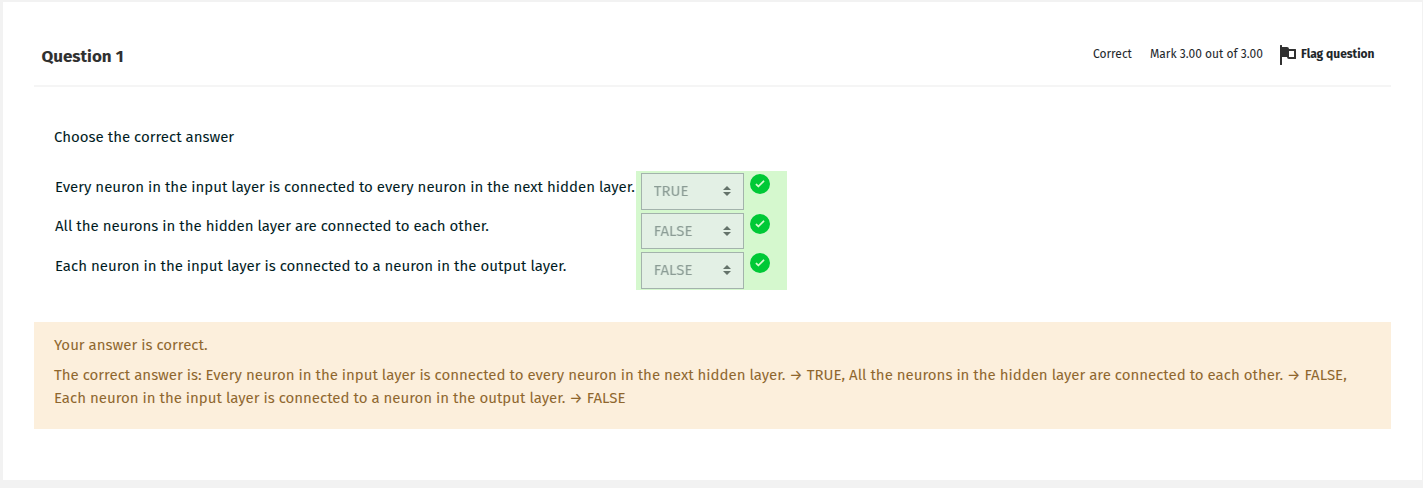 Question 1
Correct Mark 3.00 out of 3.00 Flag question
Choose the correct answer
Every neuron in the input layer is connected to every neuron in the next hidden layer. TRUE
All the neurons in the hidden layer are connected to each other. FALSE
Each neuron in the input layer is connected to a neuron in the output layer. FALSE
Your answer is correct.
The correct answer is: Every neuron in the input layer is connected to every neuron in the next hidden layer. → TRUE, All the neurons in the hidden layer are connected to each other. → FALSE,
Each neuron in the input layer is connected to a neuron in the output layer. → FALSE